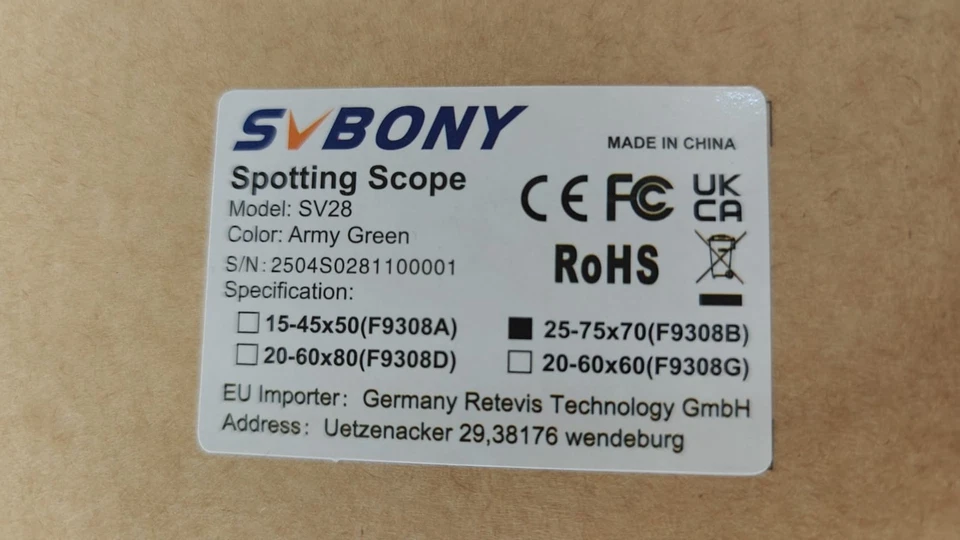 SVBONY
MADE IN CHINA
Spotting Scope
Model: SV28
Color: Army Green
S/N: 2504S0281100001
CE FC UK CA
RoHS
Specification:
15-45x50(F9308A) 25-75x70(F9308B)
20-60x80(F9308D) 20-60x60(F9308G)
EU Importer: Germany Retevis Technology GmbH
Address: Uetzenacker 29,38176 wendeburg